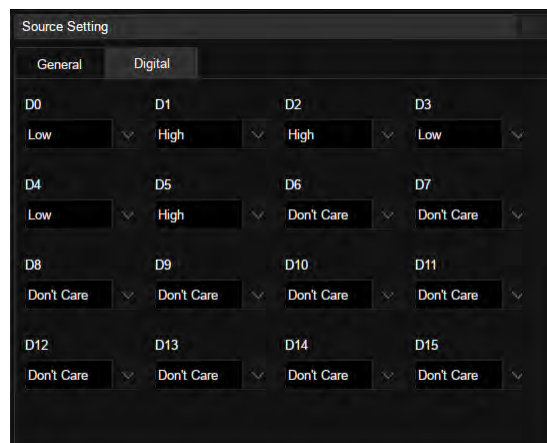 Source Setting
General Digital
D0 D1 D2 D3
Low High High Low
D4 D5 D6 D7
Low High Don't Care Don't Care
D8 D9 D10 D11
Don't Care Don't Care Don't Care Don't Care
D12 D13 D14 D15
Don't Care Don't Care Don't Care Don't Care